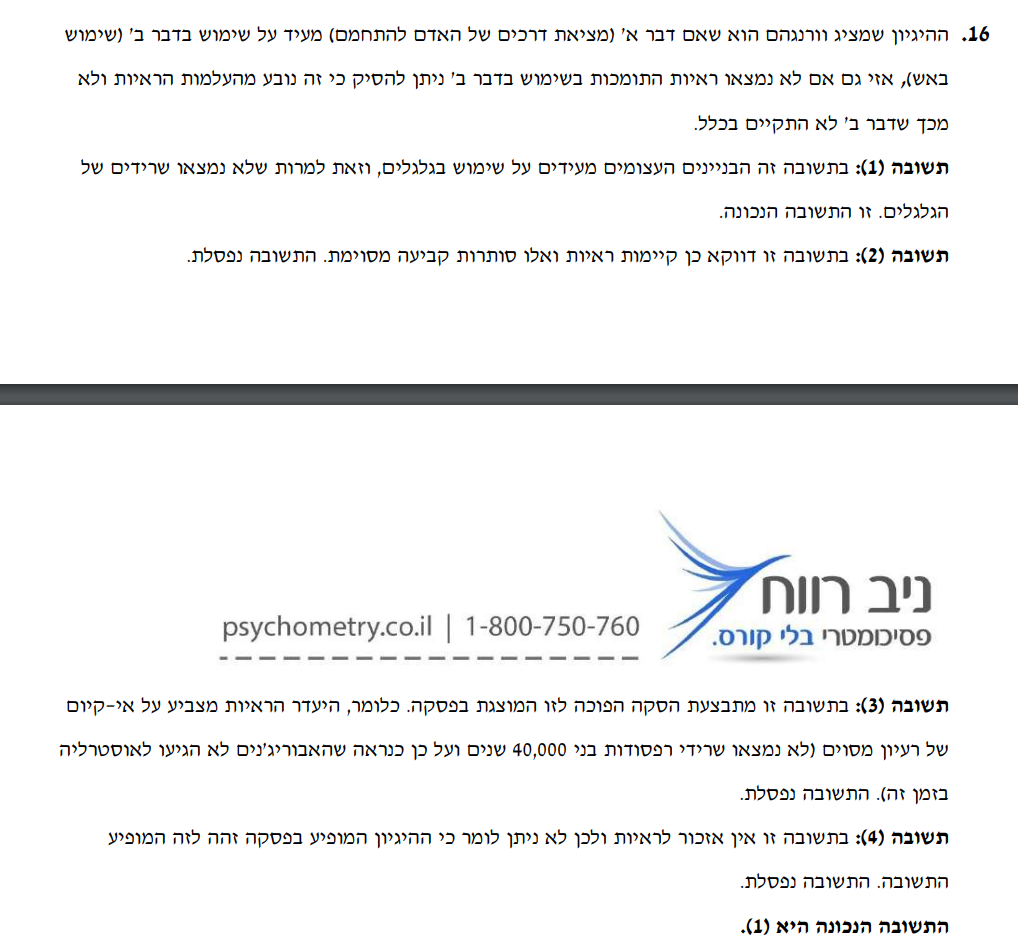 16. ההיגיון שמציג וורנגהם הוא שאם דבר א' (מציאת דרכים של האדם להתחמם) מעיד על שימוש בדבר ב' (שימוש
באש), אזי גם אם לא נמצאו ראיות התומכות בשימוש בדבר ב' ניתן להסיק כי זה נובע מהעלמות הראיות ולא
מכך שדבר ב' לא התקיים בכלל.
תשובה (1): בתשובה זה הבניינים העצומים מעידים על שימוש בגלגלים, וזאת למרות שלא נמצאו שרידים של
הגלגלים. זו התשובה הנכונה.
תשובה (2): בתשובה זו דווקא כן קיימות ראיות ואלו סותרות קביעה מסוימת. התשובה נפסלת.
ניב רווח
פסיכומטרי בלי קורס.
psychometry.co.il | 1-800-750-760
תשובה (3): בתשובה זו מתבצעת הסקה הפוכה לזו המוצגת בפסקה. כלומר, היעדר הראיות מצביע על אי-קיום
של רעיון מסוים (לא נמצאו שרידי רפסודות בני 40,000 שנים ועל כן כנראה שהאבוריג'נים לא הגיעו לאוסטרליה
בזמן זה). התשובה נפסלת.
תשובה (4): בתשובה זו אין אזכור לראיות ולכן לא ניתן לומר כי ההיגיון המופיע בפסקה זהה לזה המופיע
התשובה. התשובה נפסלת.
התשובה הנכונה היא (1).